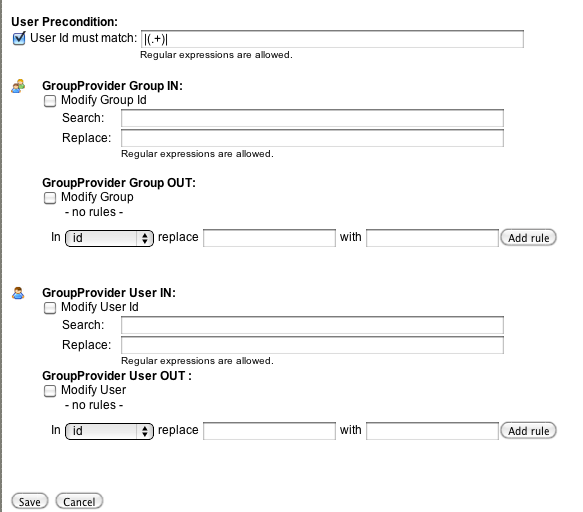 User Precondition:
User Id must match: |(.+)|
Regular expressions are allowed.
GroupProvider Group IN:
Modify Group Id
Search:
Replace:
Regular expressions are allowed.
GroupProvider Group OUT:
Modify Group
- no rules -
In id replace with Add rule
GroupProvider User IN:
Modify User Id
Search:
Replace:
Regular expressions are allowed.
GroupProvider User OUT :
Modify User
- no rules -
In id replace with Add rule
Save Cancel